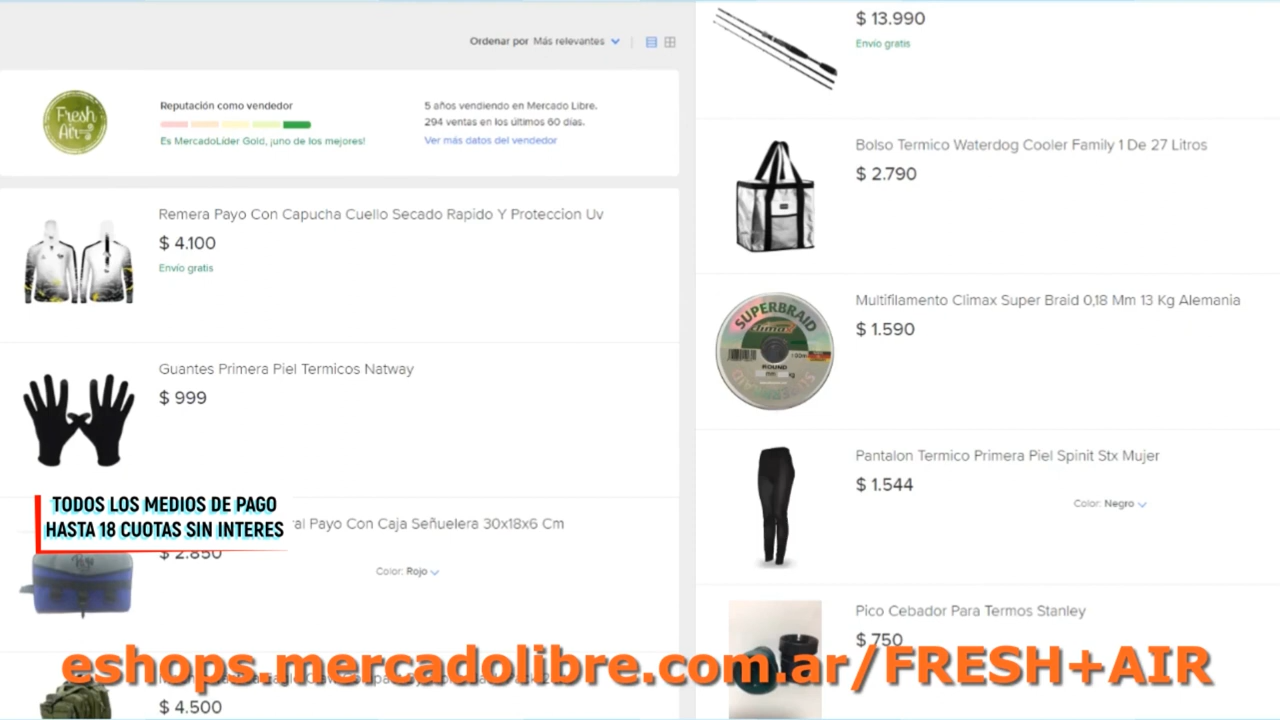 Ordenar por Más relevantes
Fresh
Air
Reputación como vendedor
Es MercadoLíder Gold, ¡uno de los mejores!
5 años vendiendo en Mercado Libre.
294 ventas en los últimos 60 días.
Ver más datos del vendedor
Remera Payo Con Capucha Cuello Secado Rapido Y Proteccion Uv
$ 4.100
Envío gratis
Guantes Primera Piel Termicos Natway
$ 999
TODOS LOS MEDIOS DE PAGO
HASTA 18 CUOTAS SIN INTERES
Payo Con Caja Señuelera 30x18x6 Cm
$ 2.850
Color: Rojo
$ 4.500
$ 13.990
Envío gratis
Bolso Termico Waterdog Cooler Family 1 De 27 Litros
$ 2.790
Multifilamento Climax Super Braid 0,18 Mm 13 Kg Alemania
$ 1.590
SUPERBRAID
climax
ROUND
Pantalon Termico Primera Piel Spinit Stx Mujer
$ 1.544
Color: Negro
Pico Cebador Para Termos Stanley
$ 750
eshops.mercadolibre.com.ar/FRESH+AIR